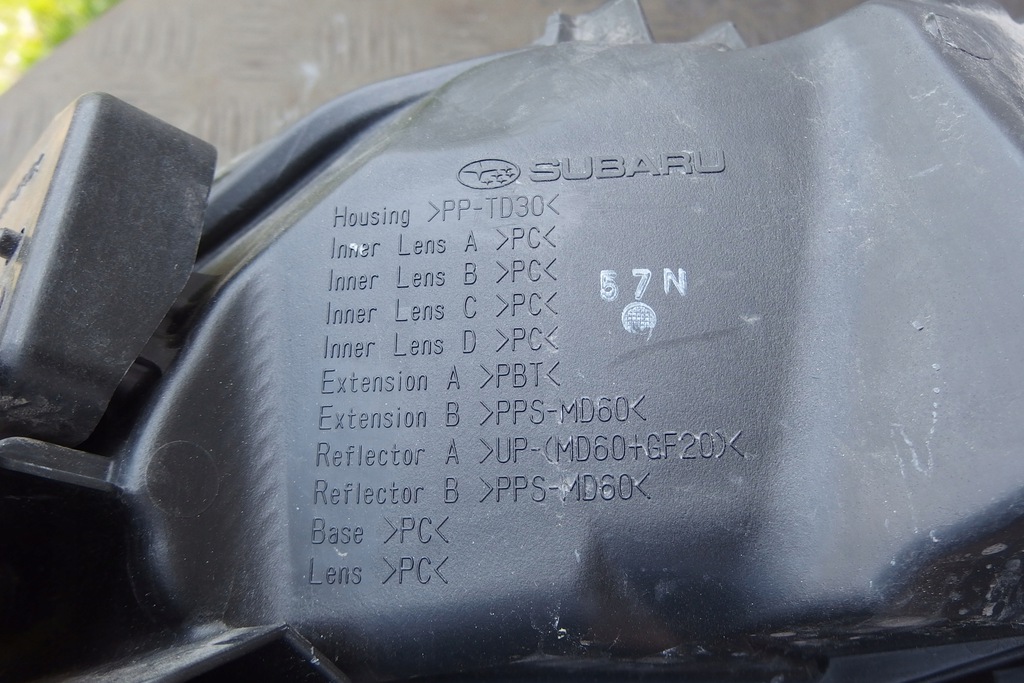 SUBARU
Housing >PP-TD30<
Inner Lens A >PC<
Inner Lens B >PC<
Inner Lens C >PC<
Inner Lens D >PC<
57N
Extension A >PBT<
Extension B >PPS-MD60<
Reflector A >UP-(MD60+GF20)<
Reflector B >PPS-MD60<
Base >PC<
Lens >PC<